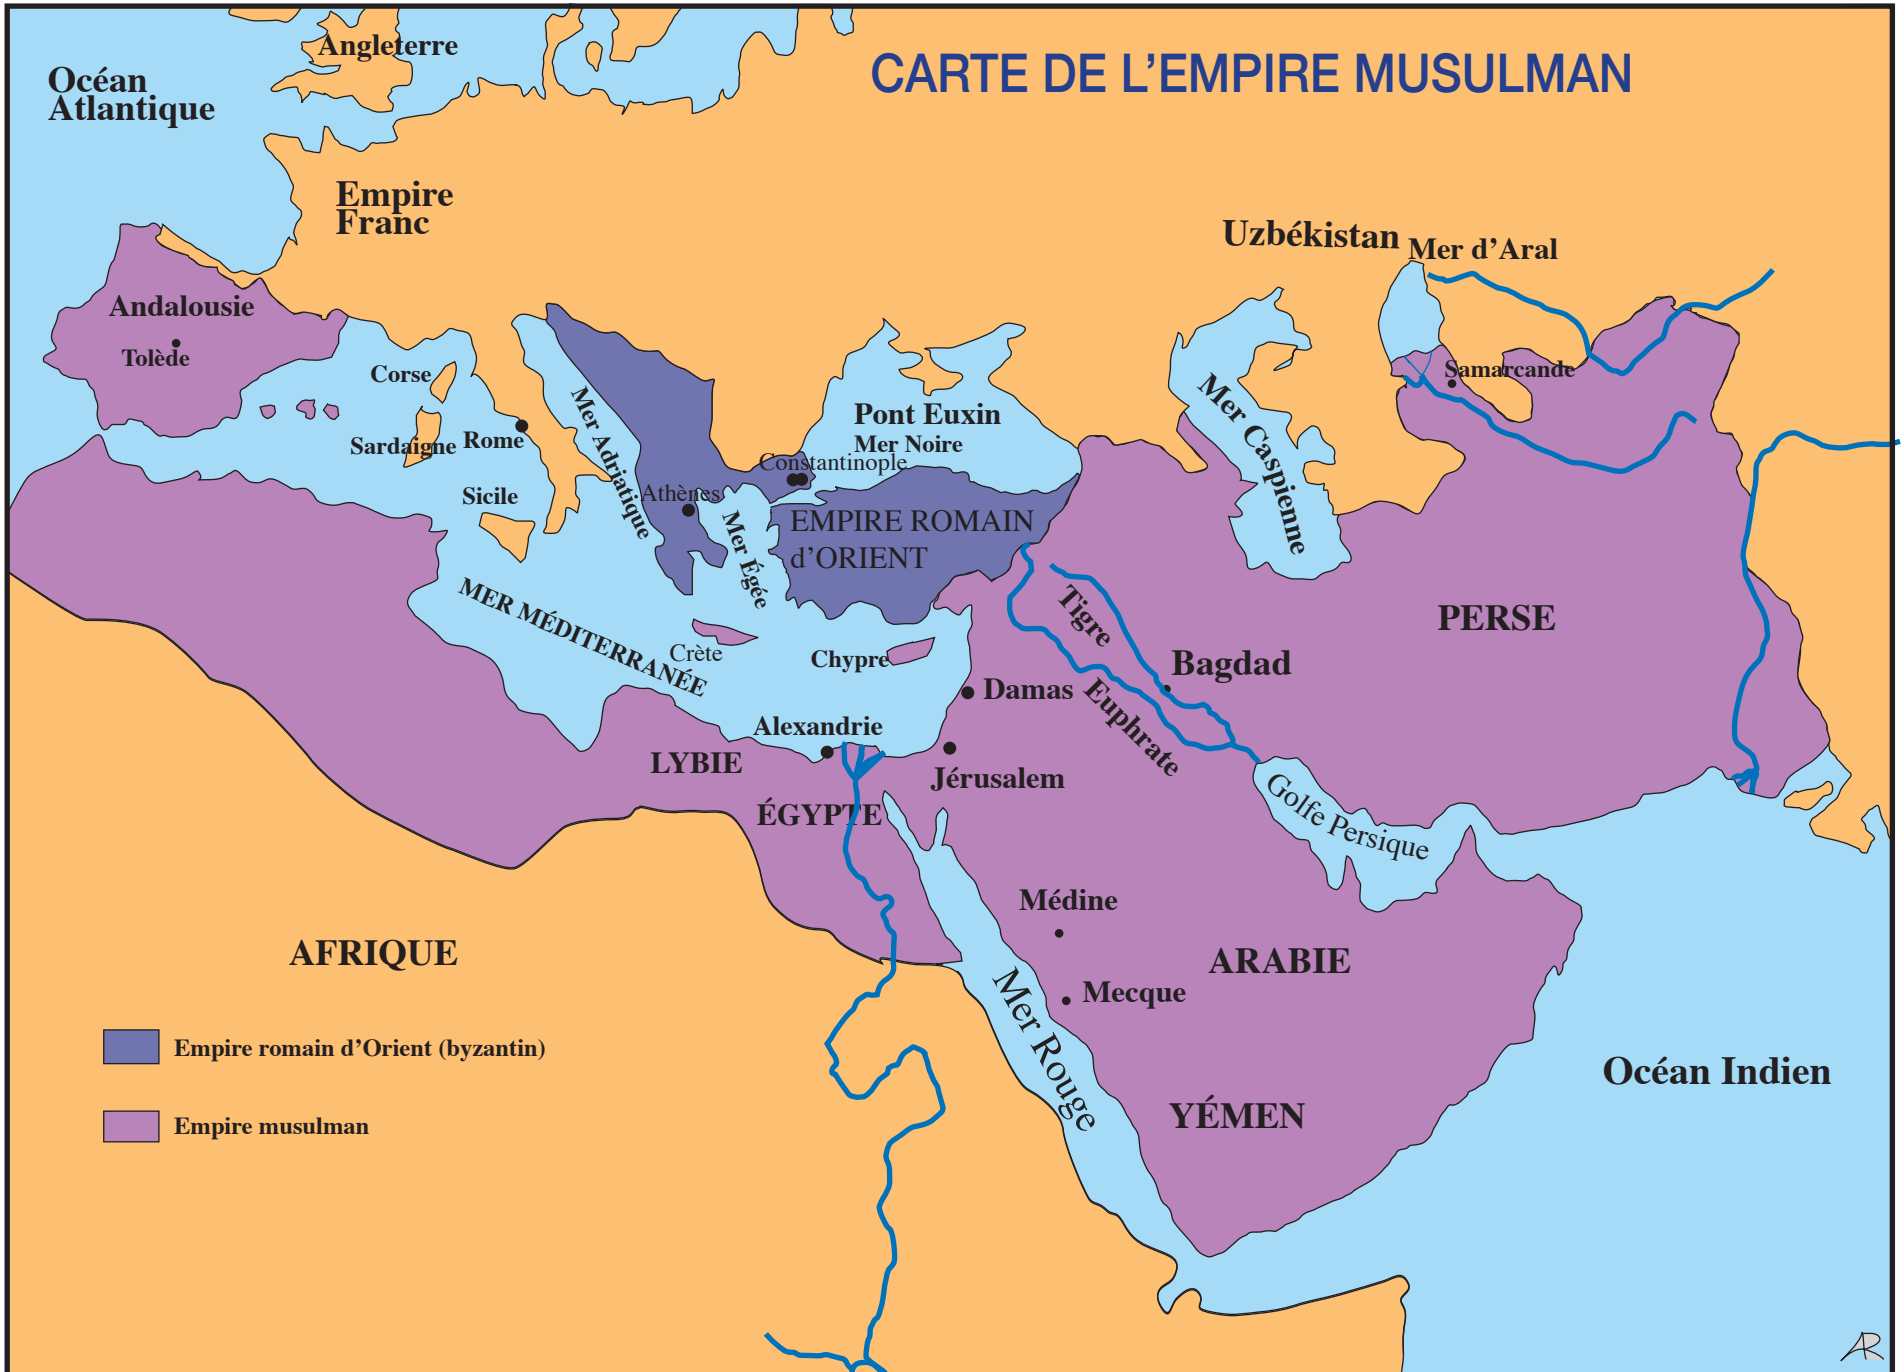 CARTE DE L'EMPIRE MUSULMAN
Angleterre
Océan
Atlantique
Empire
Franc
Uzbékistan
Mer d'Aral
Andalousie
Tolède
Corse
Samarcande
Sardaigne
Rome
Mer Adriatique
Pont Euxin
Mer Noire
Mer Caspienne
Constantinople
Sicile
Athènes
Mer Égée
EMPIRE ROMAIN
d'ORIENT
MER MÉDITERRANÉE
Tigre
PERSE
Crète
Chypre
Bagdad
Damas
Euphrate
Alexandrie
LYBIE
Jérusalem
ÉGYPTE
Golfe Persique
Médine
AFRIQUE
ARABIE
Mecque
Mer Rouge
Empire romain d'Orient (byzantin)
Océan Indien
Empire musulman
YÉMEN
AR